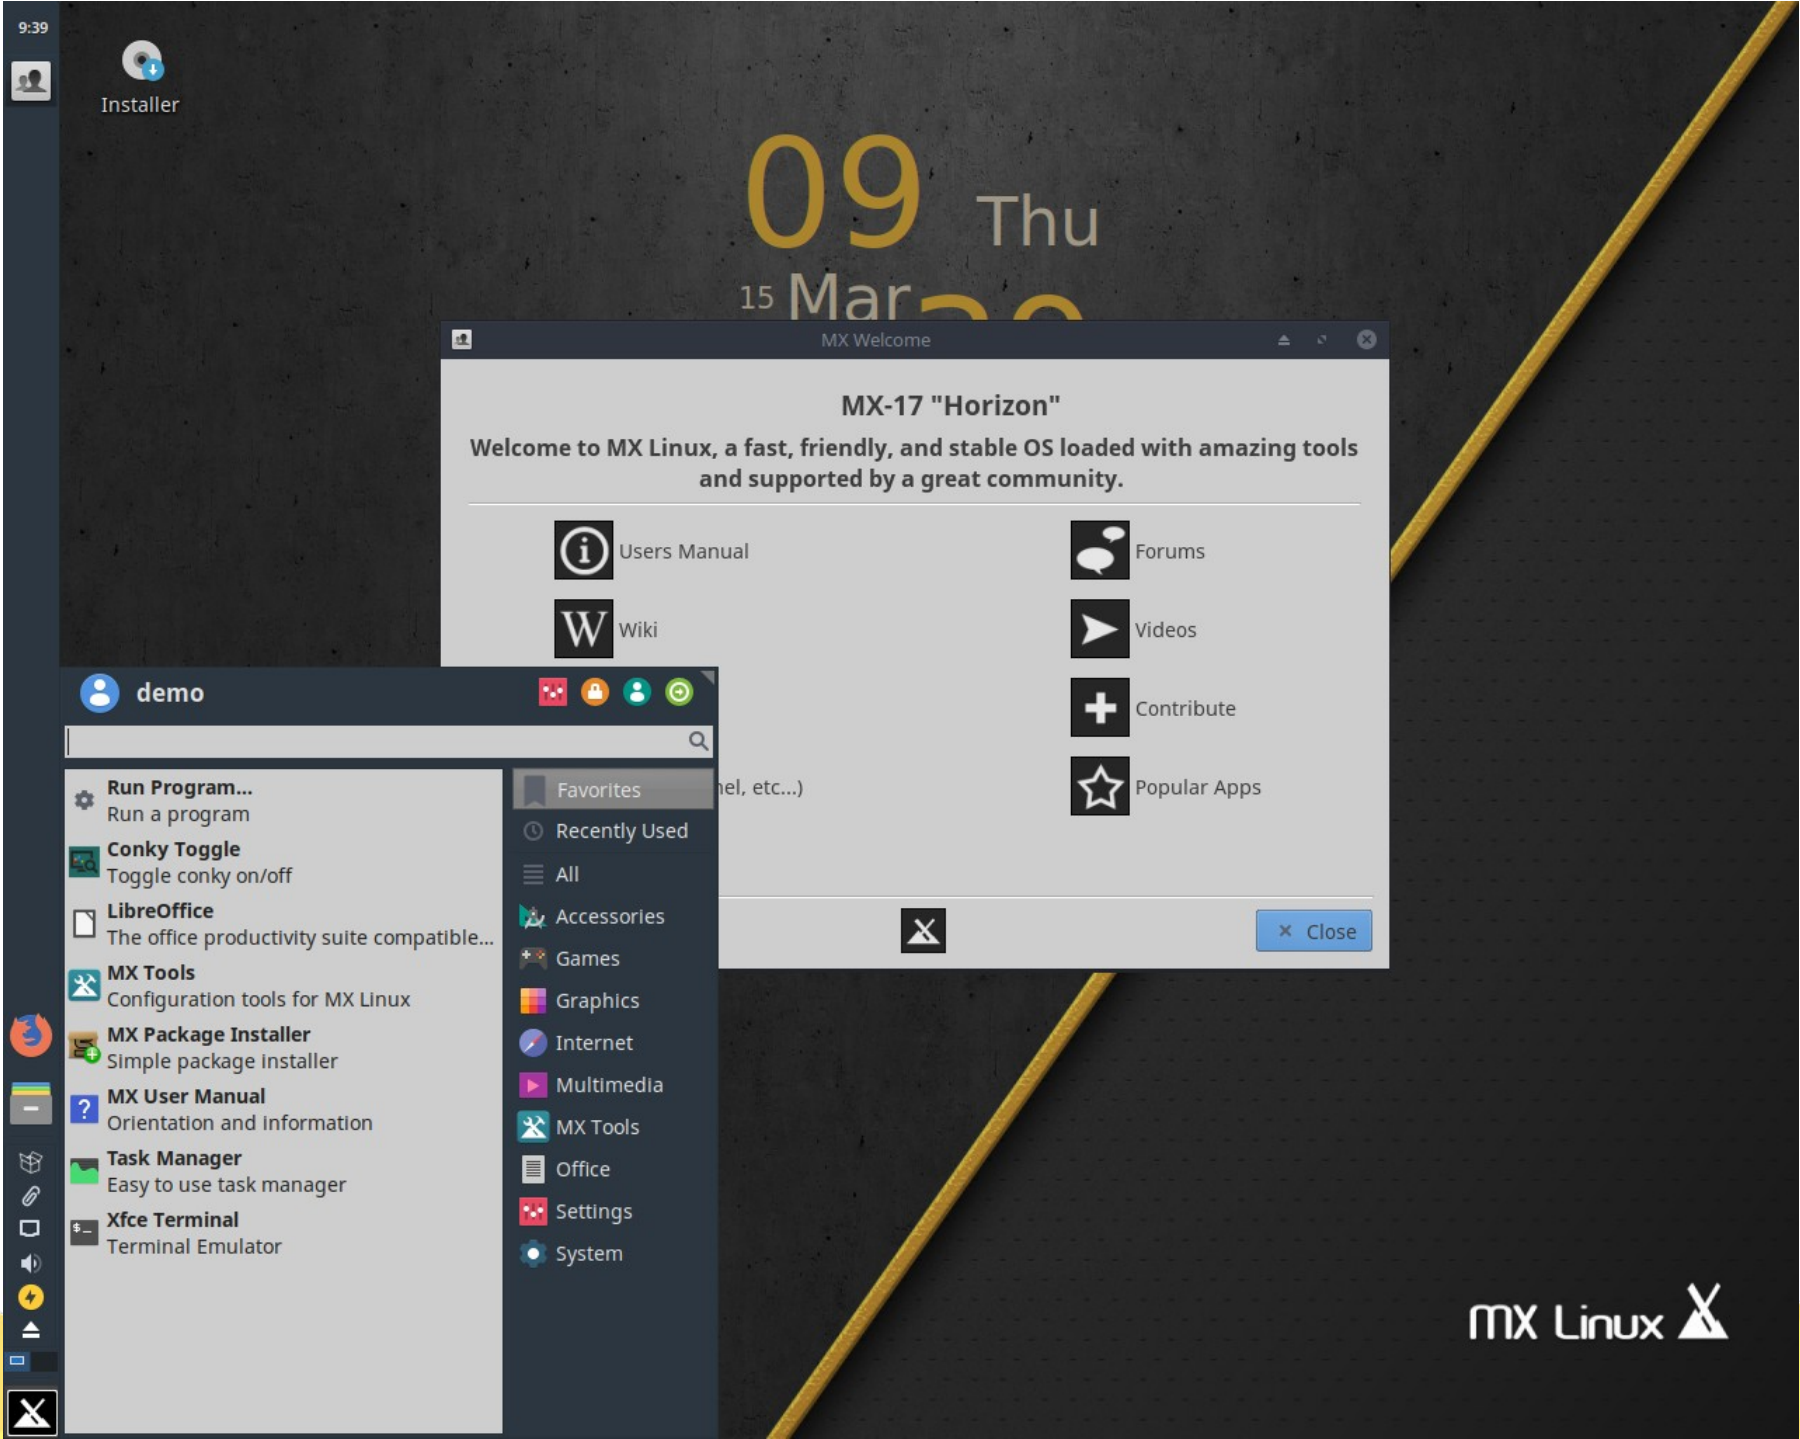 9:39
Installer
09 Thu
15 Mar
MX Welcome
MX-17 "Horizon"
Welcome to MX Linux, a fast, friendly, and stable OS loaded with amazing tools
and supported by a great community.
Users Manual
Forums
Wiki
Videos
Contribute
nel, etc...)
Popular Apps
Close
demo
Run Program...
Run a program
Conky Toggle
Toggle conky on/off
LibreOffice
The office productivity suite compatible...
MX Tools
Configuration tools for MX Linux
MX Package Installer
Simple package installer
MX User Manual
Orientation and information
Task Manager
Easy to use task manager
Xfce Terminal
Terminal Emulator
Favorites
Recently Used
All
Accessories
Games
Graphics
Internet
Multimedia
MX Tools
Office
Settings
System
MX Linux